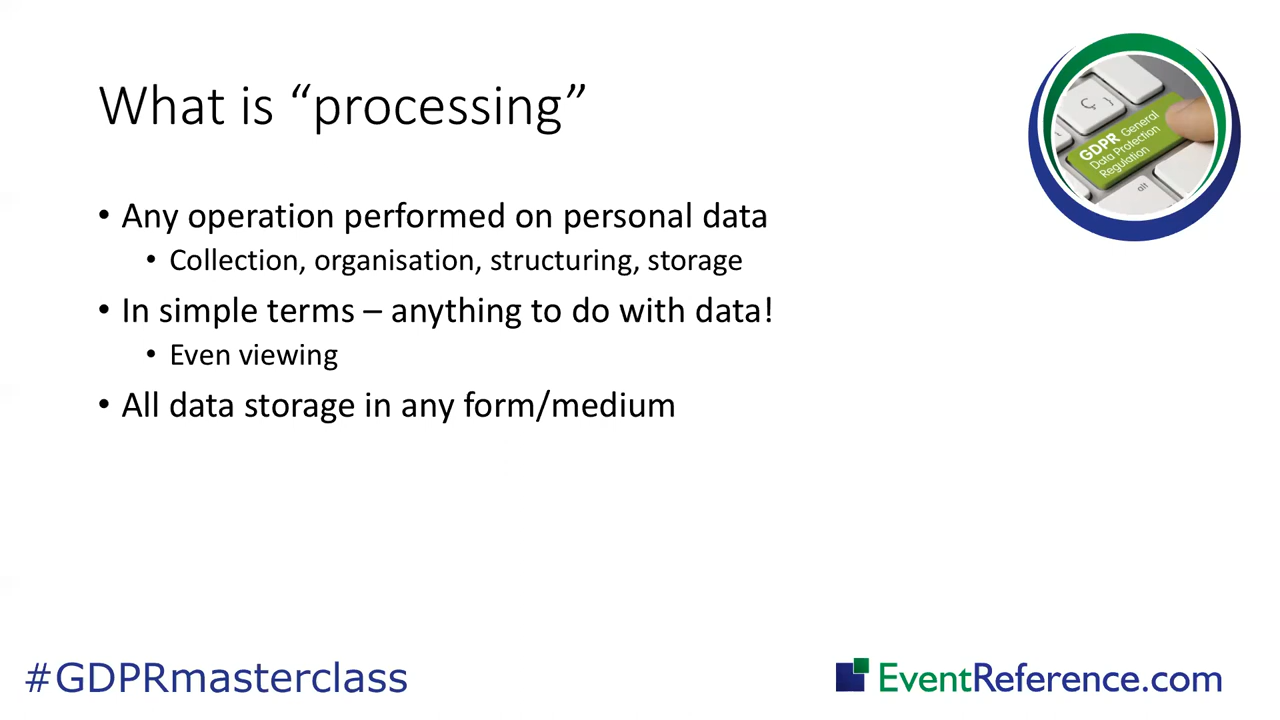 What is “processing”
• Any operation performed on personal data
• Collection, organisation, structuring, storage
• In simple terms – anything to do with data!
• Even viewing
• All data storage in any form/medium
GDPR General
Data Protection
Regulation
alt
#GDPRmasterclass
EventReference.com